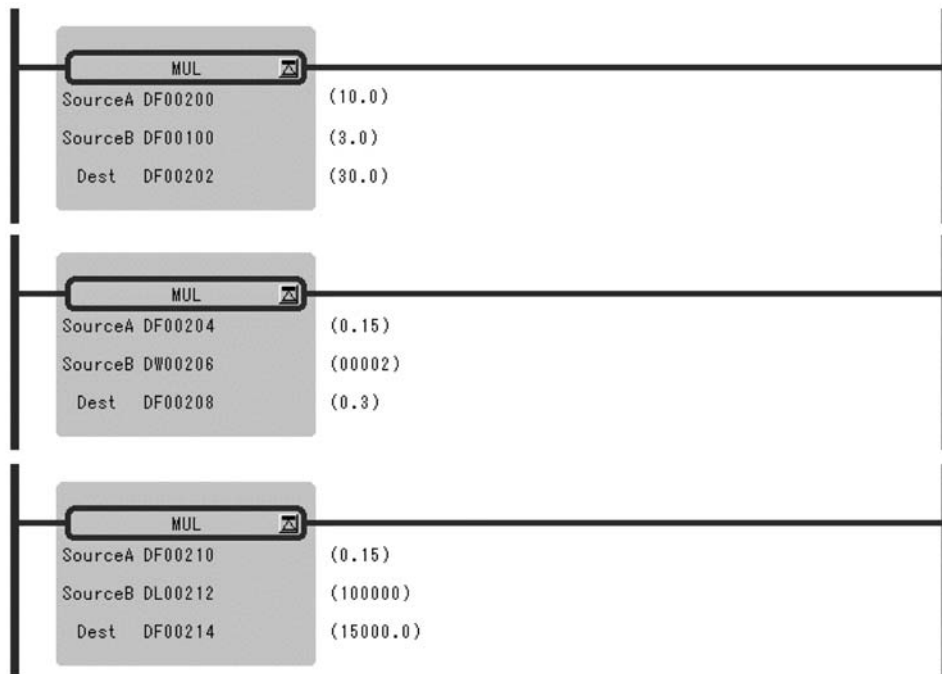 MUL
SourceA DF00200 (10.0)
SourceB DF00100 (3.0)
Dest DF00202 (30.0)
MUL
SourceA DF00204 (0.15)
SourceB DW00206 (00002)
Dest DF00208 (0.3)
MUL
SourceA DF00210 (0.15)
SourceB DL00212 (100000)
Dest DF00214 (15000.0)